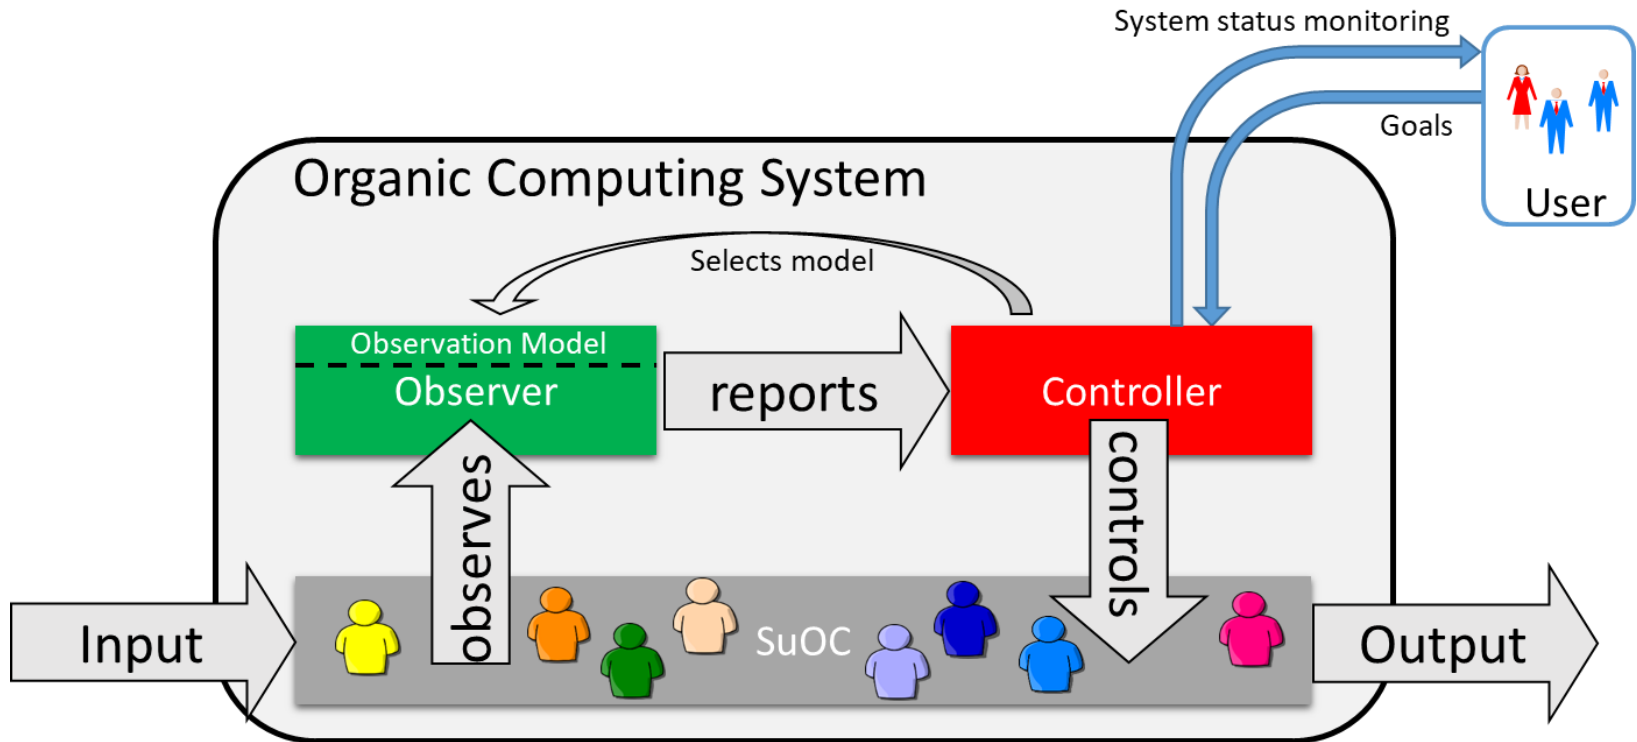 System status monitoring
Goals
User
Organic Computing System
Selects model
Observation Model
Observer
reports
Controller
observes
controls
Input
SuOC
Output